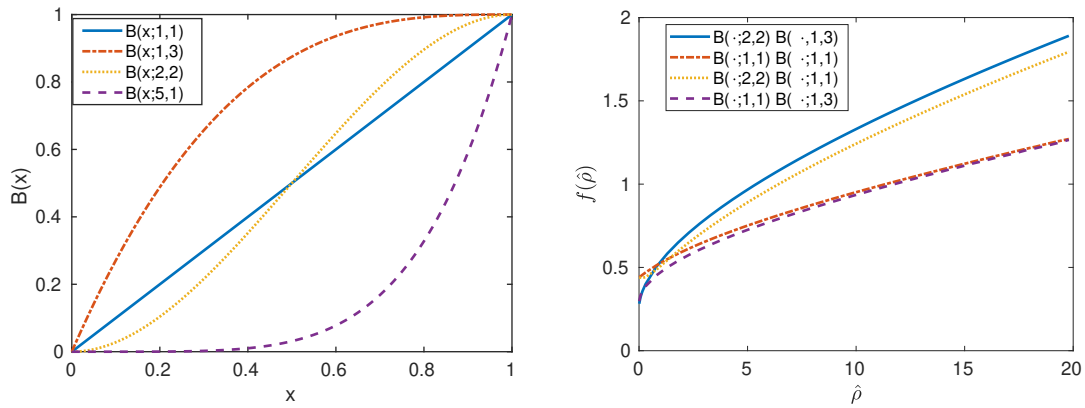 B(x;1,1)
B(x;1,3)
B(x;2,2)
B(x;5,1)
1
0.8
0.6
0.4
0.2
0
B(x)
0
0.2
0.4
0.6
0.8
1
x
B( ·;2,2) B( ·,1,3)
B( ·;1,1) B( ·;1,1)
B( ·;2,2) B( ·;1,1)
B( ·;1,1) B( ·;1,3)
2
1.5
1
0.5
0
f(ρ̂)
0
5
10
15
20
ρ̂